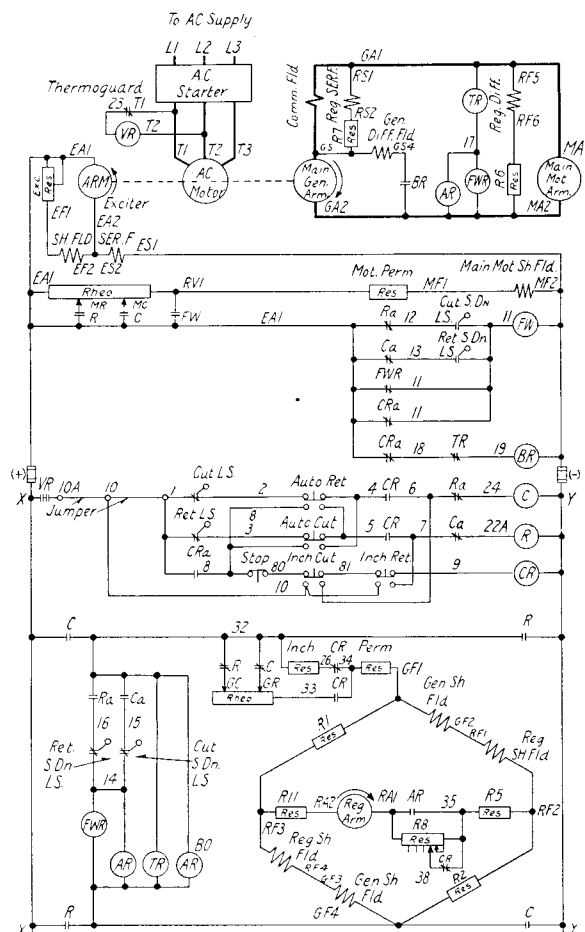 To AC Supply
L1 L2 L3
A.C. Starter
Thermoguard
23 T1
VR T2
T1 T2 T3
EA1
Exc. Res
ARM
Exciter
EA2
AC Motor
EF1
SH.FLD
EF2
SER.F
ES2
ES1
GA1
Comm. Fld
Reg SER.F.
RS1
RS2
R7 Res
GS
Gen. Diff. Fld
GS4
Main Gen. Arm.
GA2
BR
TR
17
AR
FWR
Reg Diff.
RF5
RF6
R6 Res
MA1
Main Mot Arm.
MA2
EA1
Rheo
MR R
MC C
RV1
FW
EA1
Mot. Perm
Res
MF1
Main Mot Sh Fld.
MF2
Ra 12
Cut S.Dn LS.
11 FW
Ca 13
Ret S.Dn LS.
FWR 11
CRa 11
CRa 18 TR 19 BR
(+)
(-)
X
VR 10A
Jumper
10
1
Cut LS.
2
Auto Ret
4 CR 6
Ra 24 C
Y
Ret LS.
3
8
Auto Cut
5 CR 7
Ca 22A R
CRa
8
Stop
80
Inch Cut
81
Inch Ret.
9 CR
10
C
32
R
R
GC
C
GR
Rheo
33
CR
Inch
Res
26
CR
34
Perm
Res
GF1
Ra
16
Ca
15
Ret. S.Dn LS.
14
Cut S.Dn. LS
FWR
AR
TR
BO
AR
R1
Res
Gen Sh Fld
GF2
RF1
Reg SH Fld
R11
Res
RF3
RA2
Reg Arm
RA1
AR
35
R5
Res
RF2
R8
Res
CR
38
R2
Res
Reg Sh Fld
RF4
GF3
Gen Sh Fld
GF4
X
R
C
Y